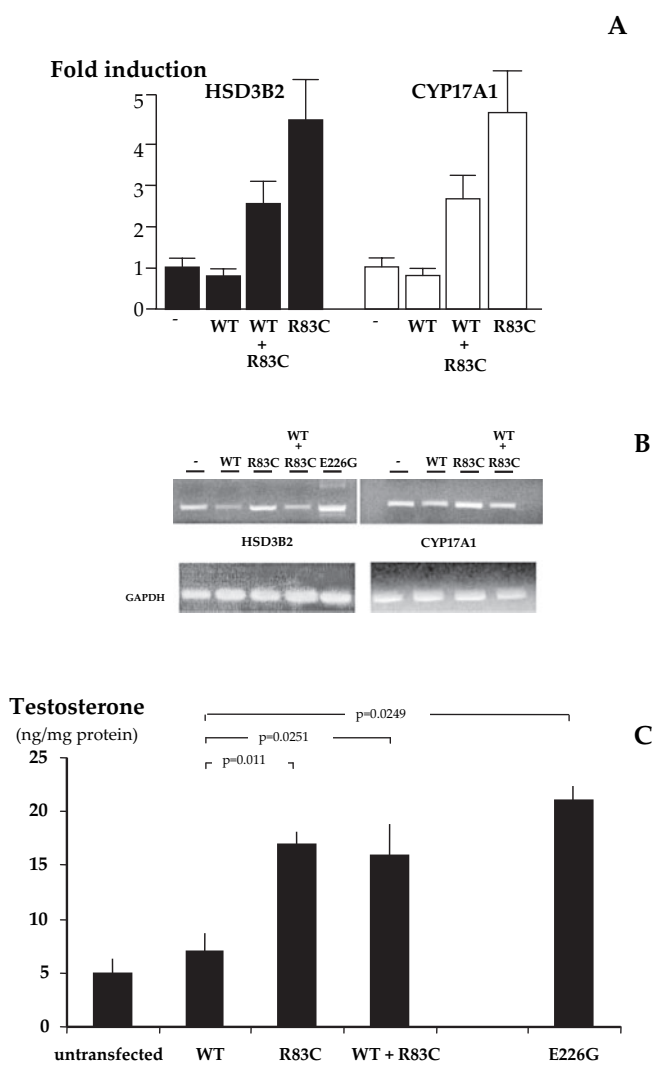 A
Fold induction
HSD3B2 CYP17A1
5
4
3
2
1
0
- WT WT R83C - WT WT R83C
+ +
R83C R83C
B
WT WT
+ +
- WT R83C R83C E226G - WT R83C R83C
HSD3B2 CYP17A1
GAPDH
Testosterone
(ng/mg protein)
C
p=0.0249
p=0.0251
p=0.011
25
20
15
10
5
0
untransfected WT R83C WT + R83C E226G